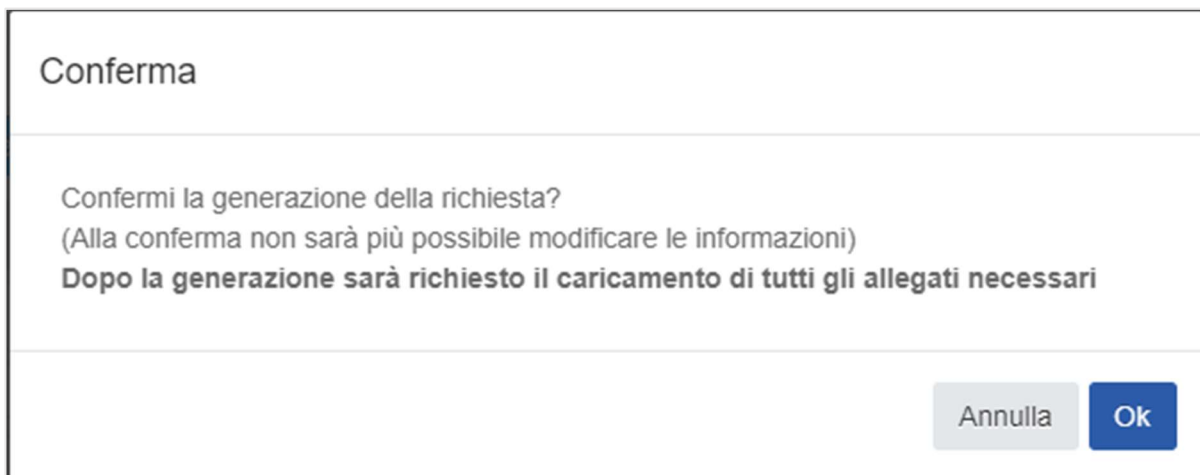 Conferma
Confermi la generazione della richiesta?
(Alla conferma non sarà più possibile modificare le informazioni)
Dopo la generazione sarà richiesto il caricamento di tutti gli allegati necessari
Annulla
Ok